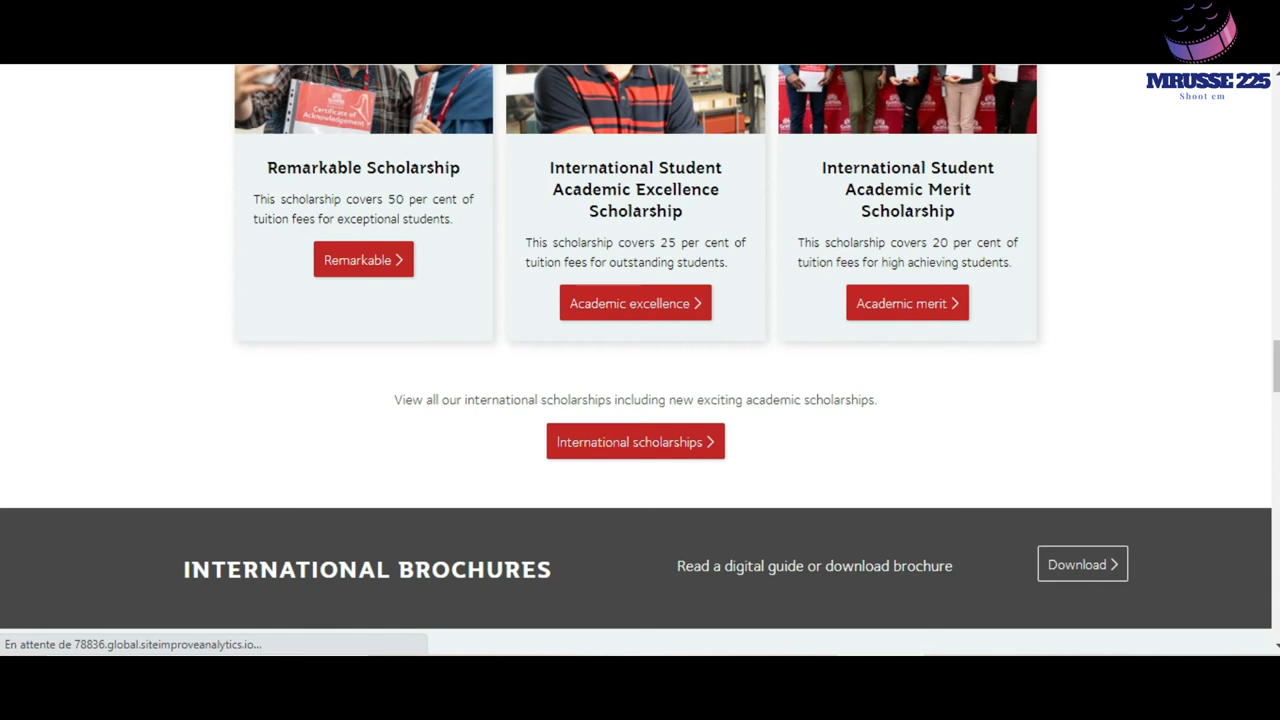 MRUSSE 225
Shoot em
Certificate of
Acknowledgement
Remarkable Scholarship
This scholarship covers 50 per cent of
tuition fees for exceptional students.
Remarkable >
International Student
Academic Excellence
Scholarship
This scholarship covers 25 per cent of
tuition fees for outstanding students.
Academic excellence >
International Student
Academic Merit
Scholarship
This scholarship covers 20 per cent of
tuition fees for high achieving students.
Academic merit >
View all our international scholarships including new exciting academic scholarships.
International scholarships >
INTERNATIONAL BROCHURES
Read a digital guide or download brochure
Download >
En attente de 78836.global.siteimproveanalytics.io...